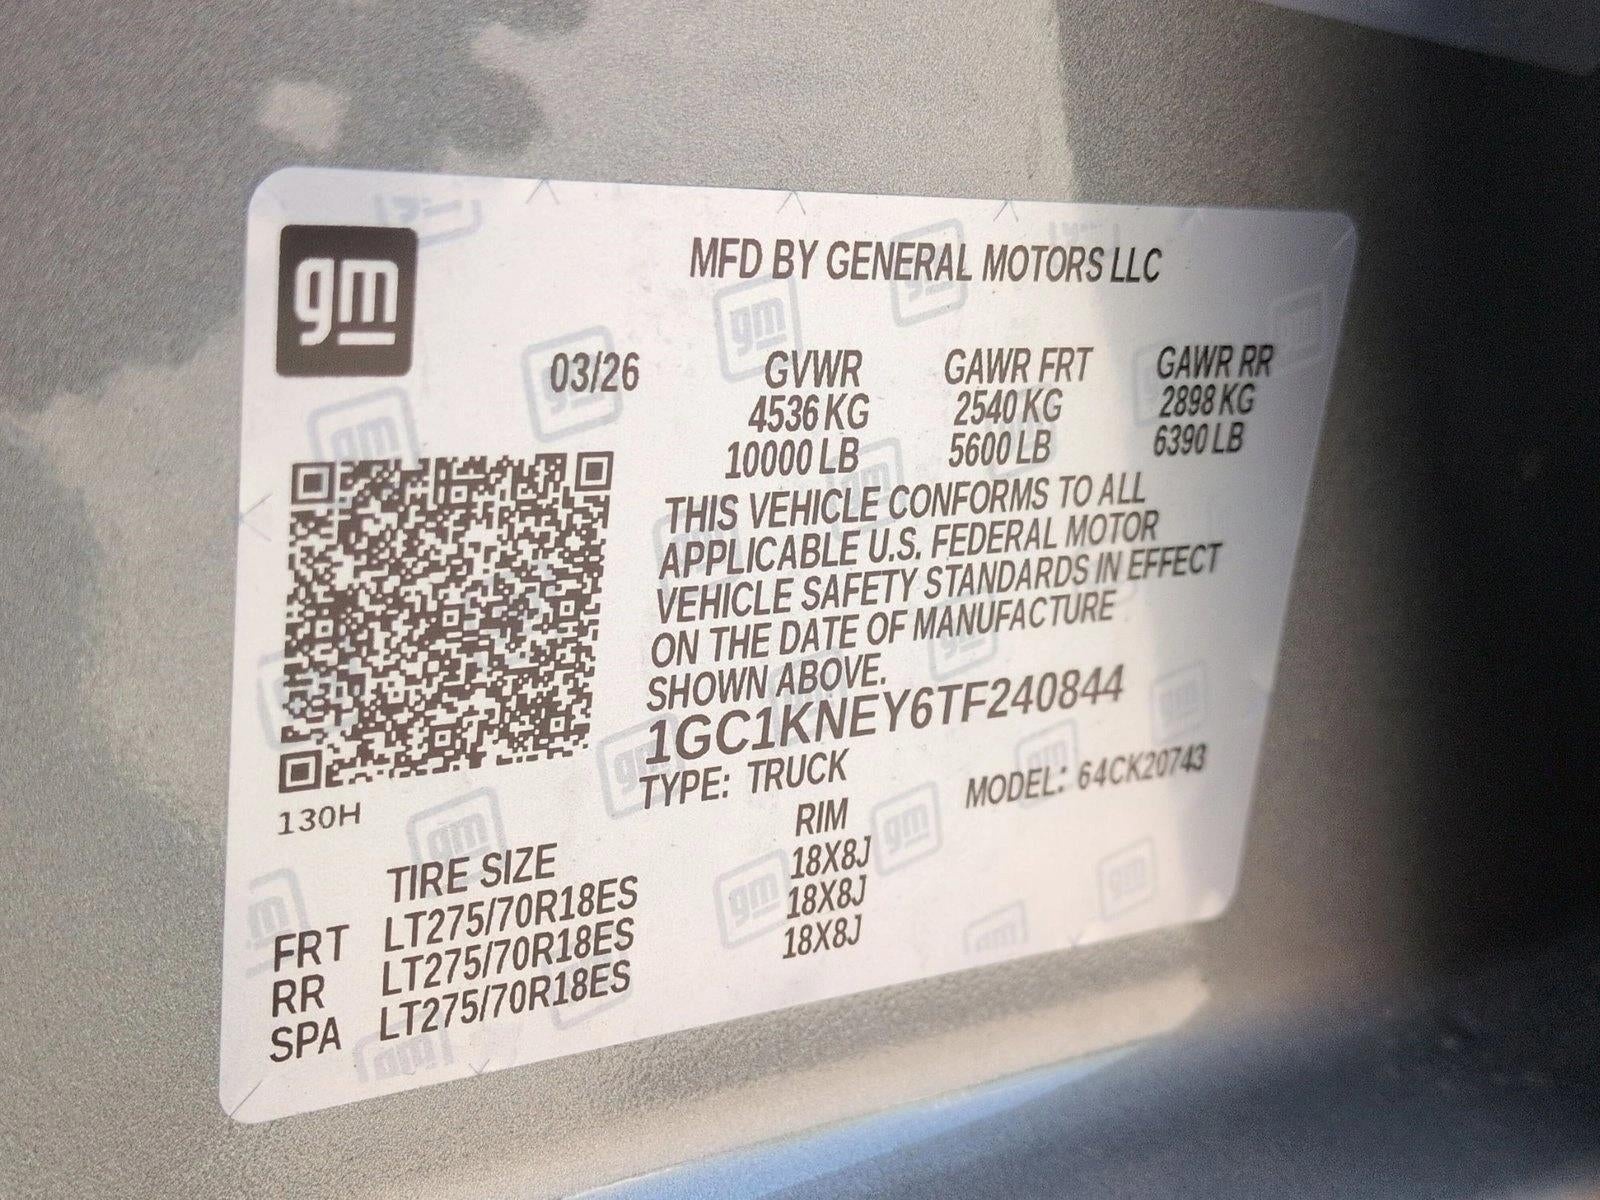 gm
MFD BY GENERAL MOTORS LLC
03/26 GVWR GAWR FRT GAWR RR
4536 KG 2540 KG 2898 KG
10000 LB 5600 LB 6390 LB
THIS VEHICLE CONFORMS TO ALL
APPLICABLE U.S. FEDERAL MOTOR
VEHICLE SAFETY STANDARDS IN EFFECT
ON THE DATE OF MANUFACTURE
SHOWN ABOVE.
1GC1KNEY6TF240844
TYPE: TRUCK MODEL: 64CK20743
130H
TIRE SIZE RIM
FRT LT275/70R18ES 18X8J
RR LT275/70R18ES 18X8J
SPA LT275/70R18ES 18X8J